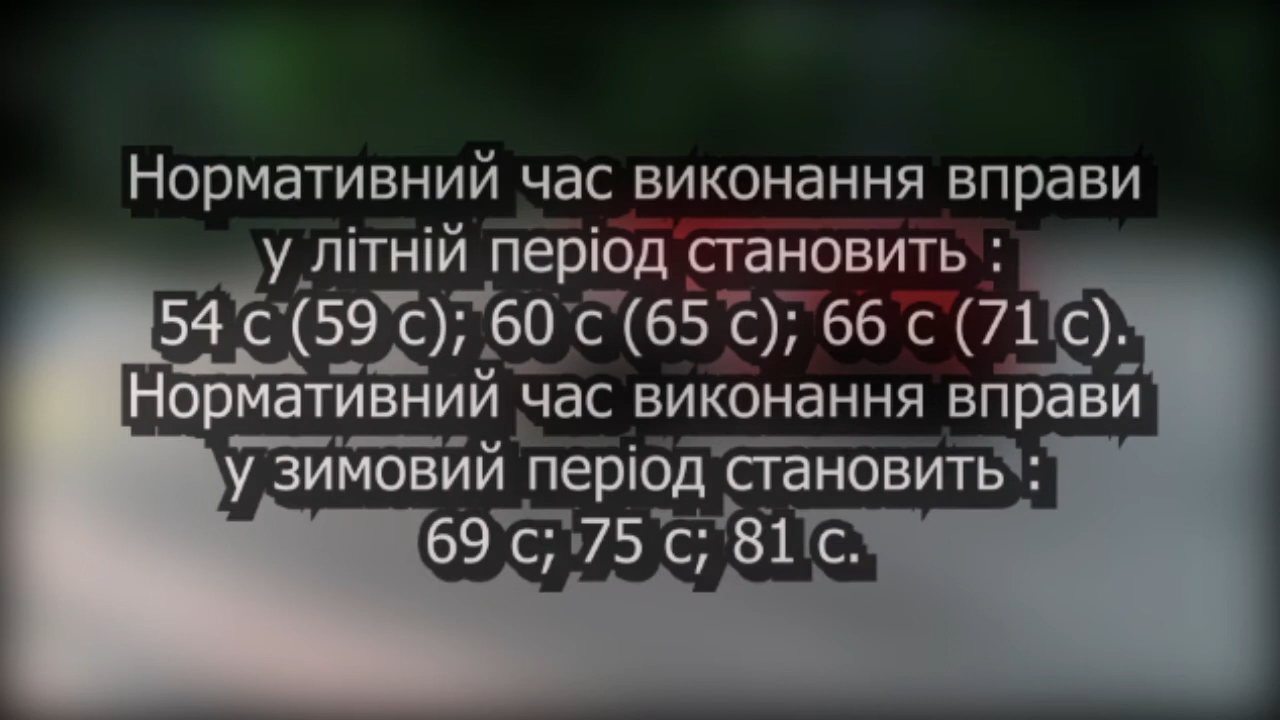 Нормативний час виконання вправи
у літній період становить :
54 с (59 с); 60 с (65 с); 66 с (71 с).
Нормативний час виконання вправи
у зимовий період становить :
69 с; 75 с; 81 с.